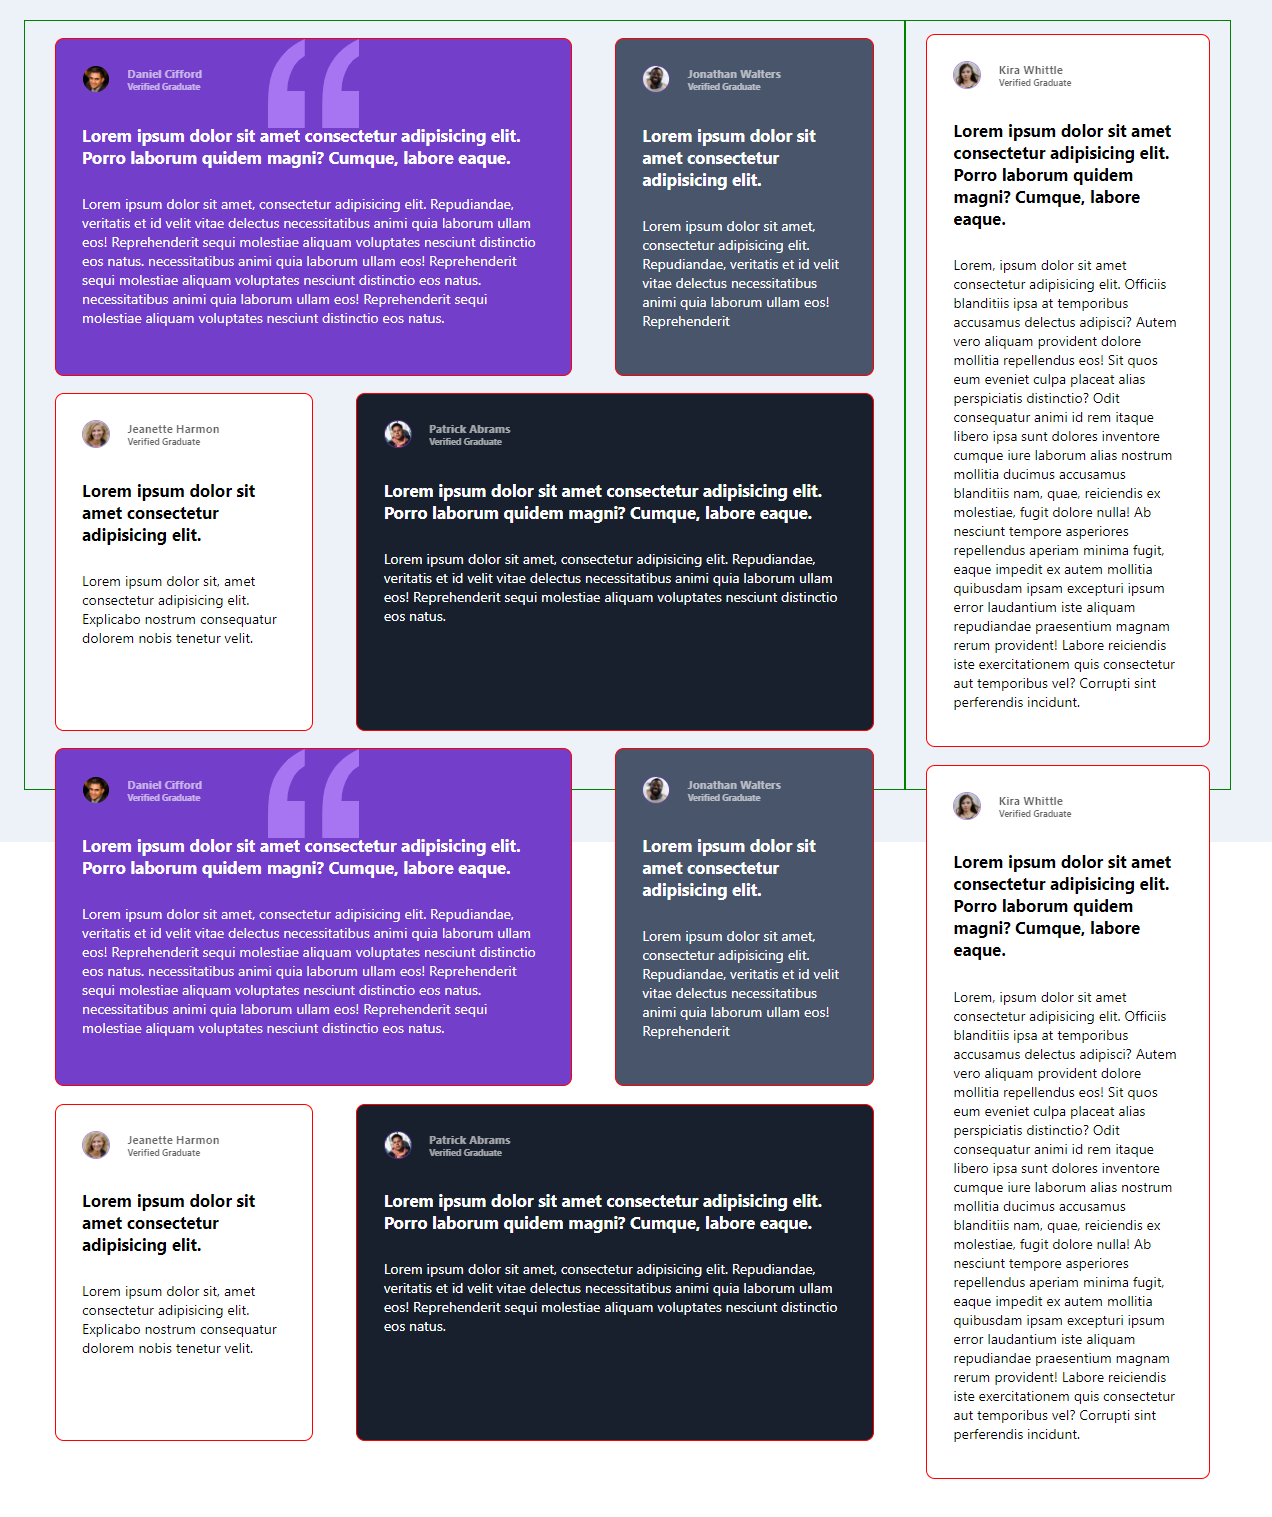 “
Daniel Cifford
Verified Graduate
Lorem ipsum dolor sit amet consectetur adipisicing elit.
Porro laborum quidem magni? Cumque, labore eaque.
Lorem ipsum dolor sit amet, consectetur adipisicing elit. Repudiandae,
veritatis et id velit vitae delectus necessitatibus animi quia laborum ullam
eos! Reprehenderit sequi molestiae aliquam voluptates nesciunt distinctio
eos natus. necessitatibus animi quia laborum ullam eos! Reprehenderit
sequi molestiae aliquam voluptates nesciunt distinctio eos natus.
necessitatibus animi quia laborum ullam eos! Reprehenderit sequi
molestiae aliquam voluptates nesciunt distinctio eos natus.
Jonathan Walters
Verified Graduate
Lorem ipsum dolor sit
amet consectetur
adipisicing elit.
Lorem ipsum dolor sit amet,
consectetur adipisicing elit.
Repudiandae, veritatis et id velit
vitae delectus necessitatibus
animi quia laborum ullam eos!
Reprehenderit
Kira Whittle
Verified Graduate
Lorem ipsum dolor sit amet
consectetur adipisicing elit.
Porro laborum quidem
magni? Cumque, labore
eaque.
Lorem, ipsum dolor sit amet
consectetur adipisicing elit. Officiis
blanditiis ipsa at temporibus
accusamus delectus adipisci? Autem
vero aliquam provident dolore
mollitia repellendus eos! Sit quos
eum eveniet culpa placeat alias
perspiciatis distinctio? Odit
consequatur animi id rem itaque
libero ipsa sunt dolores inventore
cumque iure laborum alias nostrum
mollitia ducimus accusamus
blanditiis nam, quae, reiciendis ex
molestiae, fugit dolore nulla! Ab
nesciunt tempore asperiores
repellendus aperiam minima fugit,
eaque impedit ex autem mollitia
quibusdam ipsam excepturi ipsum
error laudantium iste aliquam
repudiandae praesentium magnam
rerum provident! Labore reiciendis
iste exercitationem quis consectetur
aut temporibus vel? Corrupti sint
perferendis incidunt.
Jeanette Harmon
Verified Graduate
Lorem ipsum dolor sit
amet consectetur
adipisicing elit.
Lorem ipsum dolor sit, amet
consectetur adipisicing elit.
Explicabo nostrum consequatur
dolorem nobis tenetur velit.
Patrick Abrams
Verified Graduate
Lorem ipsum dolor sit amet consectetur adipisicing elit.
Porro laborum quidem magni? Cumque, labore eaque.
Lorem ipsum dolor sit amet, consectetur adipisicing elit. Repudiandae,
veritatis et id velit vitae delectus necessitatibus animi quia laborum ullam
eos! Reprehenderit sequi molestiae aliquam voluptates nesciunt distinctio
eos natus.
“
Daniel Cifford
Verified Graduate
Lorem ipsum dolor sit amet consectetur adipisicing elit.
Porro laborum quidem magni? Cumque, labore eaque.
Lorem ipsum dolor sit amet, consectetur adipisicing elit. Repudiandae,
veritatis et id velit vitae delectus necessitatibus animi quia laborum ullam
eos! Reprehenderit sequi molestiae aliquam voluptates nesciunt distinctio
eos natus. necessitatibus animi quia laborum ullam eos! Reprehenderit
sequi molestiae aliquam voluptates nesciunt distinctio eos natus.
necessitatibus animi quia laborum ullam eos! Reprehenderit sequi
molestiae aliquam voluptates nesciunt distinctio eos natus.
Jonathan Walters
Verified Graduate
Lorem ipsum dolor sit
amet consectetur
adipisicing elit.
Lorem ipsum dolor sit amet,
consectetur adipisicing elit.
Repudiandae, veritatis et id velit
vitae delectus necessitatibus
animi quia laborum ullam eos!
Reprehenderit
Kira Whittle
Verified Graduate
Lorem ipsum dolor sit amet
consectetur adipisicing elit.
Porro laborum quidem
magni? Cumque, labore
eaque.
Lorem, ipsum dolor sit amet
consectetur adipisicing elit. Officiis
blanditiis ipsa at temporibus
accusamus delectus adipisci? Autem
vero aliquam provident dolore
mollitia repellendus eos! Sit quos
eum eveniet culpa placeat alias
perspiciatis distinctio? Odit
consequatur animi id rem itaque
libero ipsa sunt dolores inventore
cumque iure laborum alias nostrum
mollitia ducimus accusamus
blanditiis nam, quae, reiciendis ex
molestiae, fugit dolore nulla! Ab
nesciunt tempore asperiores
repellendus aperiam minima fugit,
eaque impedit ex autem mollitia
quibusdam ipsam excepturi ipsum
error laudantium iste aliquam
repudiandae praesentium magnam
rerum provident! Labore reiciendis
iste exercitationem quis consectetur
aut temporibus vel? Corrupti sint
perferendis incidunt.
Jeanette Harmon
Verified Graduate
Lorem ipsum dolor sit
amet consectetur
adipisicing elit.
Lorem ipsum dolor sit, amet
consectetur adipisicing elit.
Explicabo nostrum consequatur
dolorem nobis tenetur velit.
Patrick Abrams
Verified Graduate
Lorem ipsum dolor sit amet consectetur adipisicing elit.
Porro laborum quidem magni? Cumque, labore eaque.
Lorem ipsum dolor sit amet, consectetur adipisicing elit. Repudiandae,
veritatis et id velit vitae delectus necessitatibus animi quia laborum ullam
eos! Reprehenderit sequi molestiae aliquam voluptates nesciunt distinctio
eos natus.